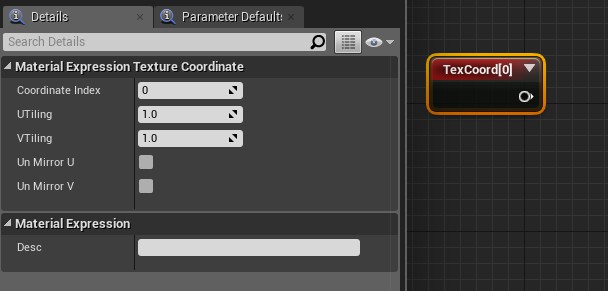 Details
Parameter Defaults
Search Details
Material Expression Texture Coordinate
Coordinate Index 0
UTiling 1.0
VTiling 1.0
Un Mirror U
Un Mirror V
Material Expression
Desc
TexCoord[0]